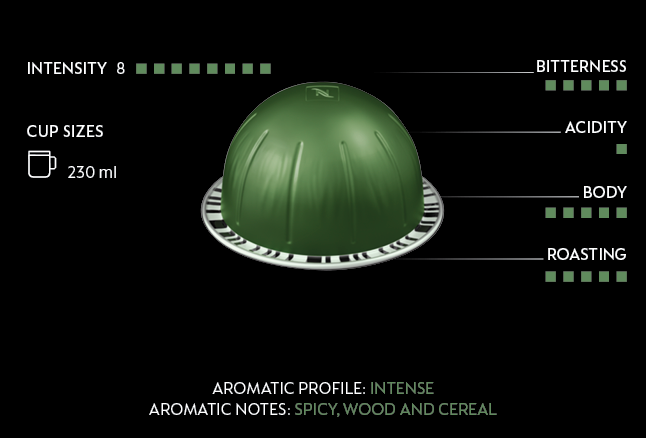 INTENSITY 8
CUP SIZES
230 ml
BITTERNESS
ACIDITY
BODY
ROASTING
AROMATIC PROFILE: INTENSE
AROMATIC NOTES: SPICY, WOOD AND CEREAL